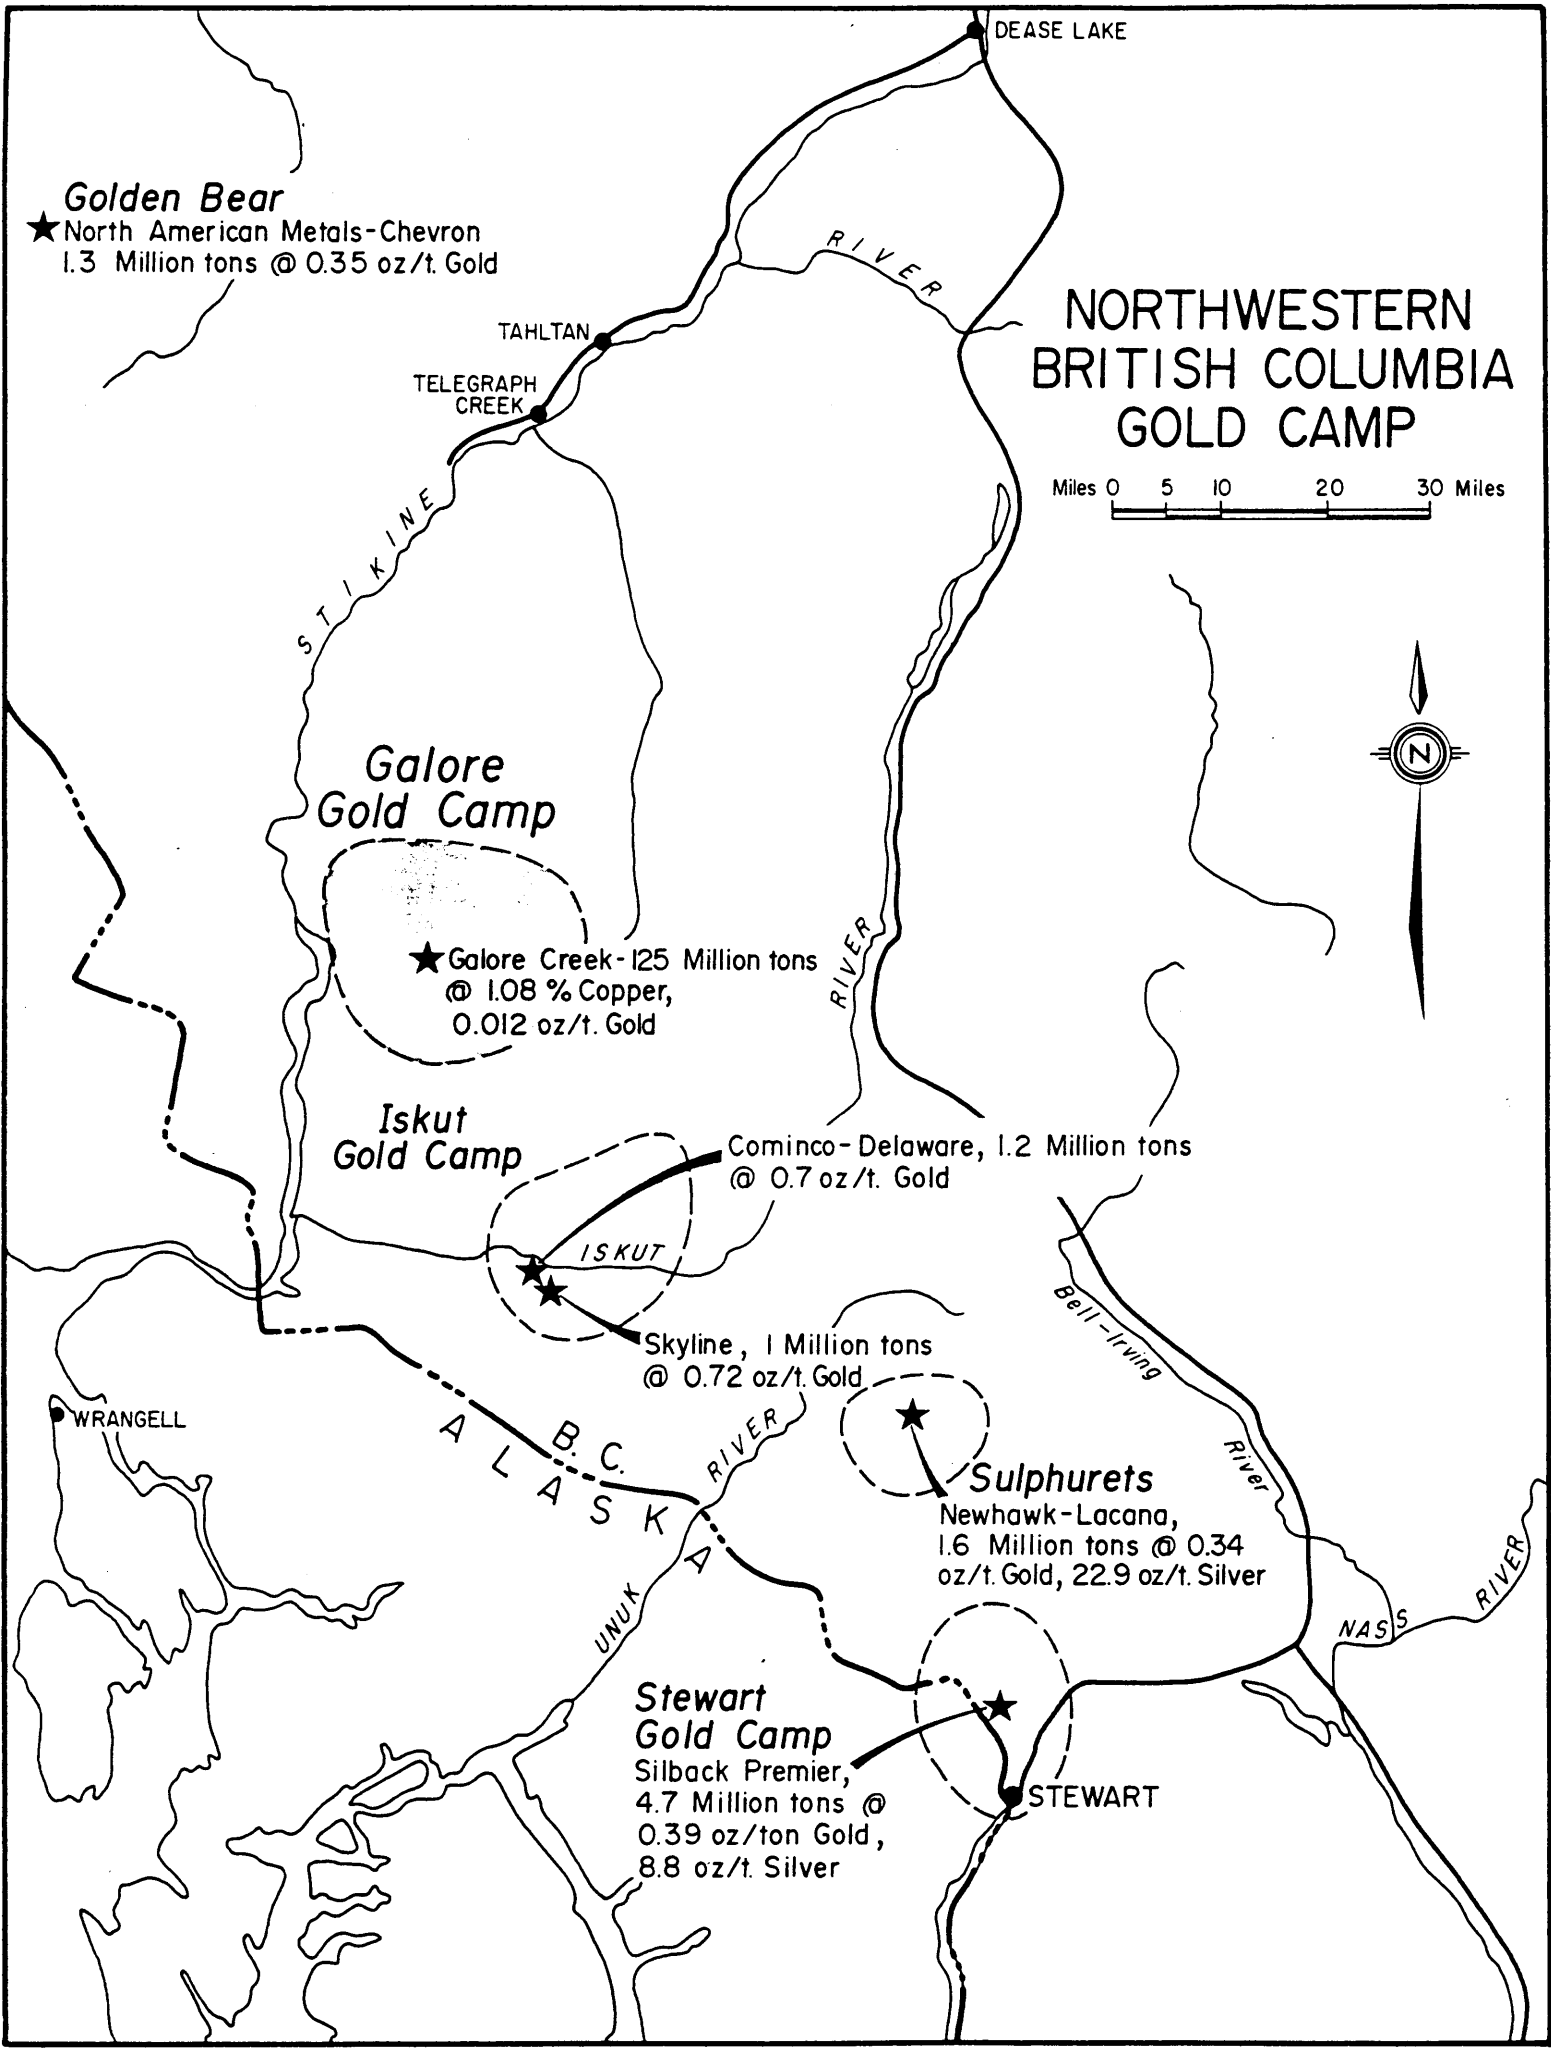 DEASE LAKE
Golden Bear
North American Metals-Chevron
1.3 Million tons @ 0.35 oz/t. Gold
RIVER
NORTHWESTERN
BRITISH COLUMBIA
GOLD CAMP
TAHLTAN
TELEGRAPH
CREEK
Miles 0 5 10 20 30 Miles
STIKINE
N
Galore
Gold Camp
Galore Creek-125 Million tons
@ 1.08 % Copper,
0.012 oz/t. Gold
RIVER
Iskut
Gold Camp
Cominco-Delaware, 1.2 Million tons
@ 0.7 oz/t. Gold
ISKUT
Bell-Irving
River
Skyline, 1 Million tons
@ 0.72 oz/t. Gold
WRANGELL
B.C.
ALASKA
RIVER
UNUK
Sulphurets
Newhawk-Lacana,
1.6 Million tons @ 0.34
oz/t. Gold, 22.9 oz/t. Silver
NASS
RIVER
Stewart
Gold Camp
Silback Premier,
4.7 Million tons @
0.39 oz/ton Gold,
8.8 oz/t. Silver
STEWART